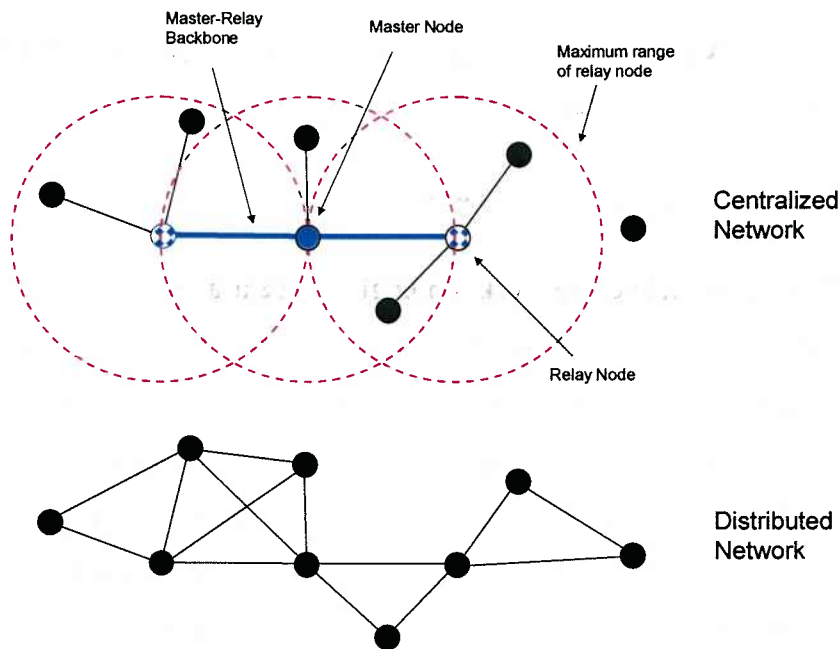 Master-Relay
Backbone
Master Node
Maximum range
of relay node
Centralized
Network
Relay Node
Distributed
Network